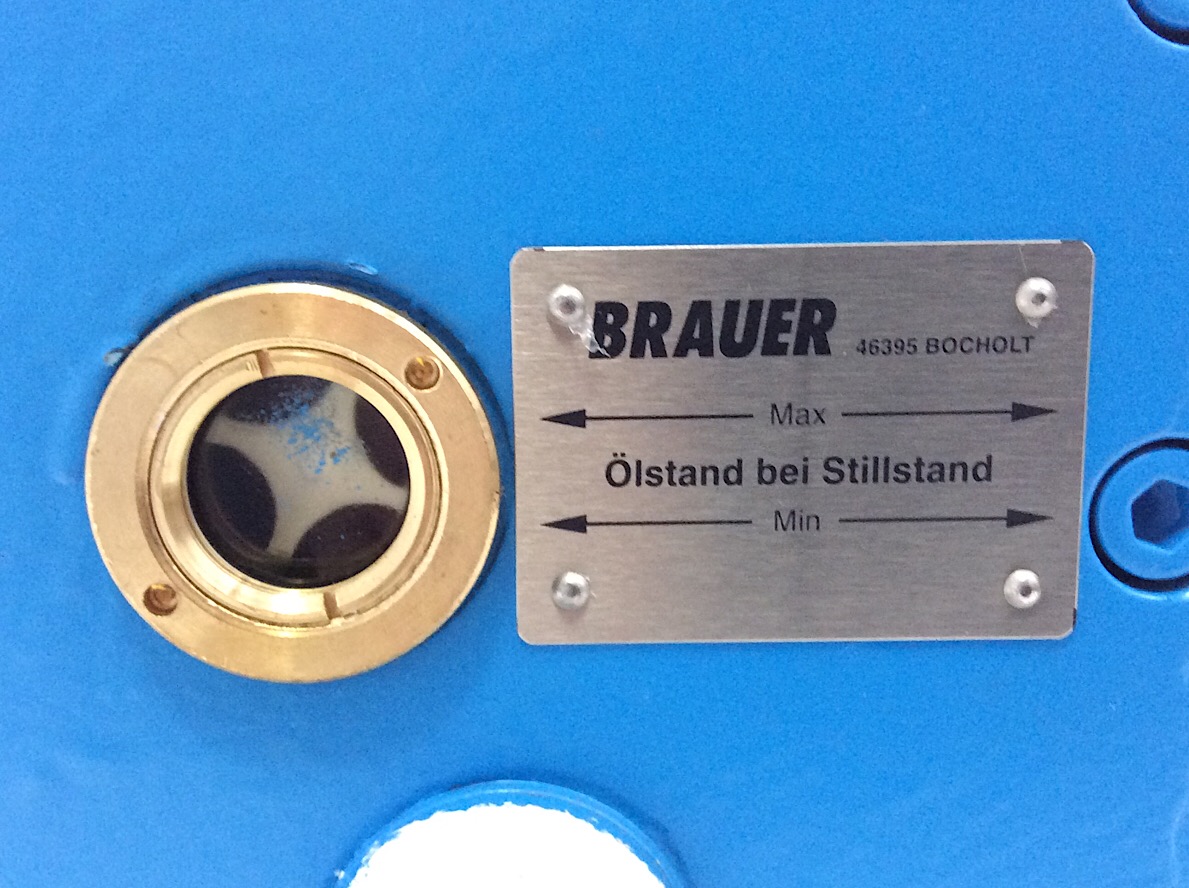 BRAUER 46395 BOCHOLT
Max
Ölstand bei Stillstand
Min